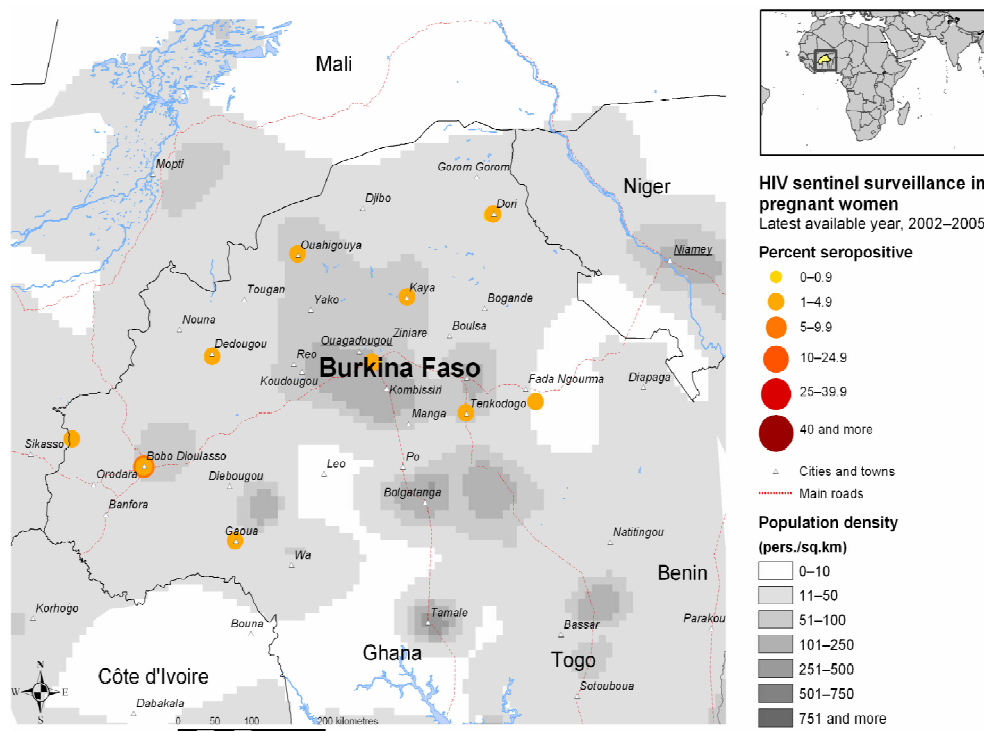 Mali
Mopti
Gorom Gorom
Niger
Djibo
Dori
Ouahigouya
Niamey
Tougan
Yako
Kaya
Bogande
Nouna
Ziniare
Boulsa
Dedougou
Ouagadougou
Reo
Burkina Faso
Koudougou
Kombissiri
Fada Ngourma
Diapaga
Manga
Tenkodogo
Sikasso
Bobo Dioulasso
Orodara
Diebougou
Leo
Po
Banfora
Bolgatanga
Gaoua
Wa
Natitingou
Benin
Korhogo
Bouna
Tamale
Bassar
Parakou
Ghana
Togo
Côte d'Ivoire
Sotouboua
Dabakala
N
W E
S
0 50 100 200 kilometres
HIV sentinel surveillance in
pregnant women
Latest available year, 2002–2005
Percent seropositive
0–0.9
1–4.9
5–9.9
10–24.9
25–39.9
40 and more
Cities and towns
Main roads
Population density
(pers./sq.km)
0–10
11–50
51–100
101–250
251–500
501–750
751 and more